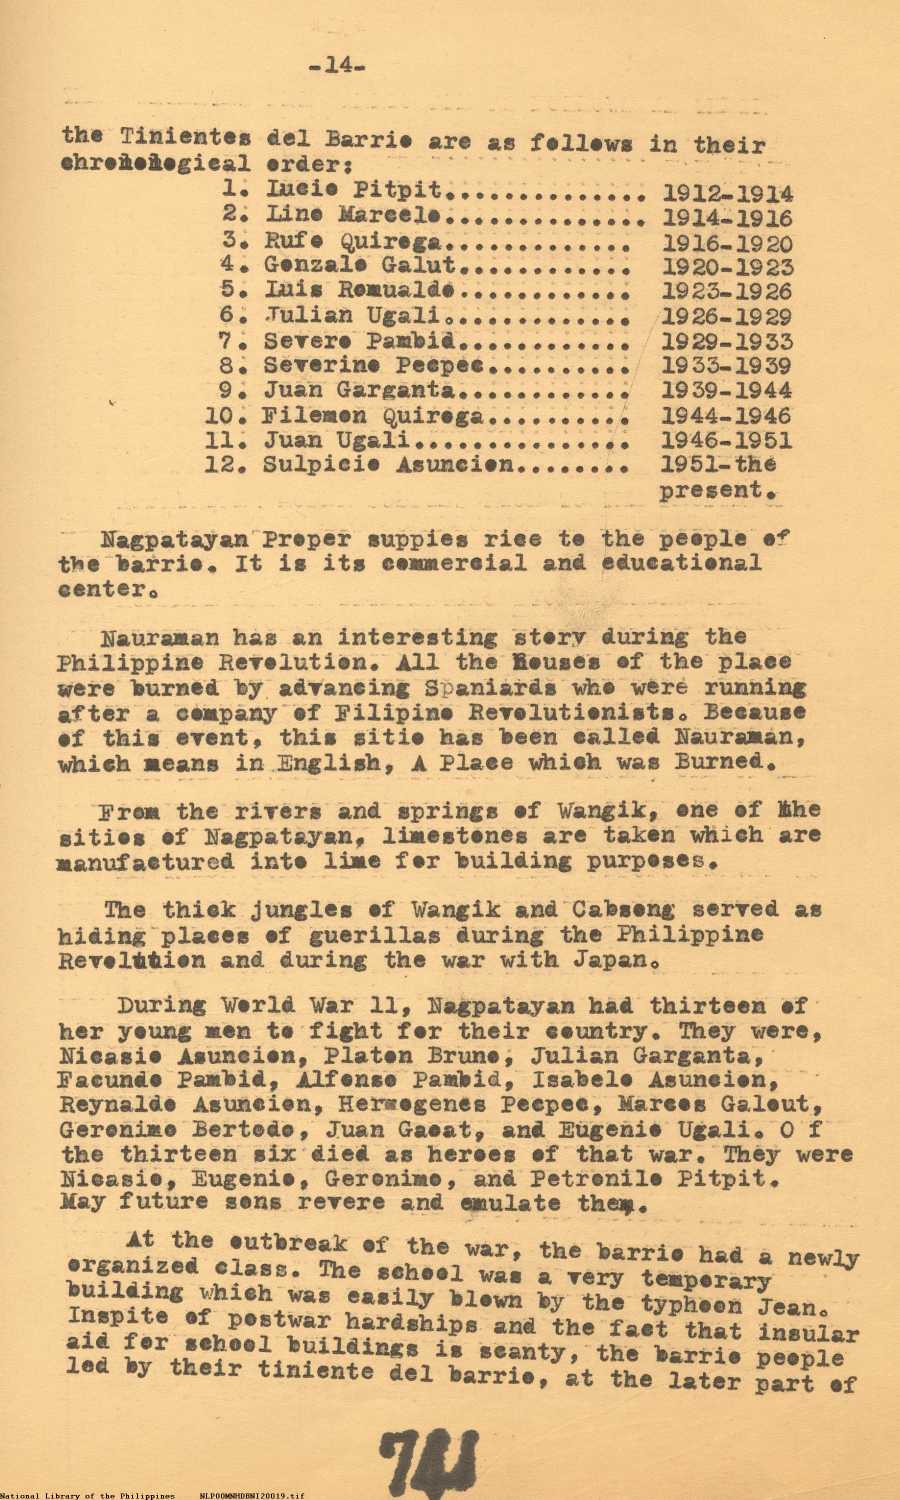 -14-
the Tinientes del Barrio are as follows in their
chronological order:
1. Lucio Pitpit.............. 1912-1914
2. Lino Marcelo.............. 1914-1916
3. Rufo Quiroga............. 1916-1920
4. Gonzalo Galut............ 1920-1923
5. Luis Romualdo............ 1923-1926
6. Julian Ugali............. 1926-1929
7. Severo Pambid............ 1929-1933
8. Severino Pecpec.......... 1933-1939
9. Juan Garganta............ 1939-1944
10. Filemon Quiroga.......... 1944-1946
11. Juan Ugali............... 1946-1951
12. Sulpicio Asuncion........ 1951-the
present.
Nagpatayan Proper suppies rice to the people of
the barrio. It is its commercial and educational
center.
Nauraman has an interesting story during the
Philippine Revolution. All the houses of the place
were burned by advancing Spaniards who were running
after a company of Filipino Revolutionists. Because
of this event, this sitio has been called Nauraman,
which means in English, A Place which was Burned.
From the rivers and springs of Wangik, one of the
sitios of Nagpatayan, limestones are taken which are
manufactured into lime for building purposes.
The thick jungles of Wangik and Cabsong served as
hiding places of guerillas during the Philippine
Revolution and during the war with Japan.
During World War 11, Nagpatayan had thirteen of
her young men to fight for their country. They were,
Nicasio Asuncion, Platon Bruno, Julian Garganta,
Facundo Pambid, Alfonso Pambid, Isabelo Asuncion,
Reynaldo Asuncion, Hermogenes Pecpec, Marcos Galout,
Geronimo Bertodo, Juan Gacat, and Eugenio Ugali. O f
the thirteen six died as heroes of that war. They were
Nicasio, Eugenio, Geronimo, and Petronilo Pitpit.
May future sons revere and emulate them.
At the outbreak of the war, the barrio had a newly
organized class. The school was a very temporary
building which was easily blown by the typhoon Jean.
Inspite of postwar hardships and the fact that insular
aid for school buildings is scanty, the barrio people
led by their tiniente del barrio, at the later part of
741
National Library of the Philippines NLPO0MNHDBNI20019.tif